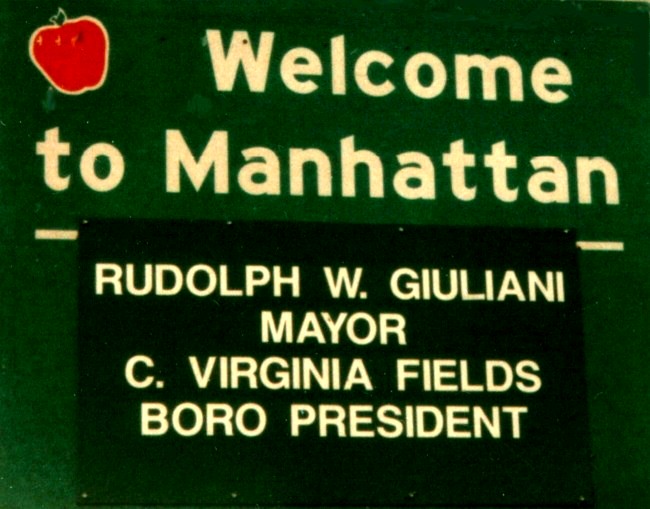 Welcome
to Manhattan
RUDOLPH W. GIULIANI
MAYOR
C. VIRGINIA FIELDS
BORO PRESIDENT